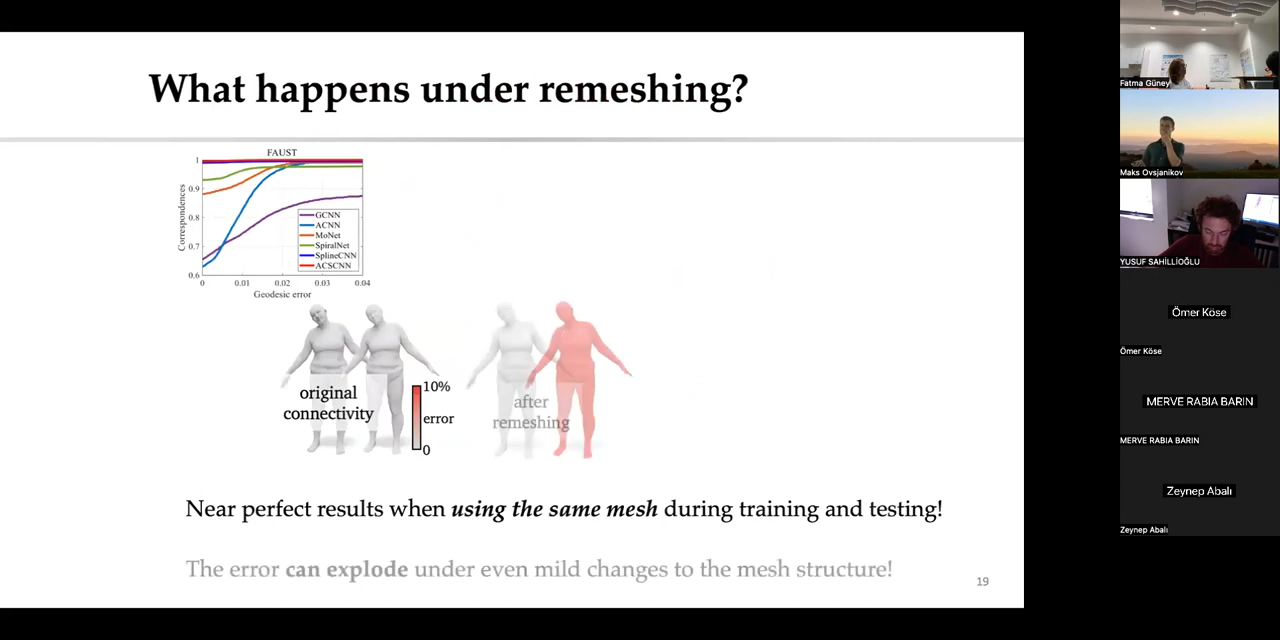 What happens under remeshing?
FAUST
1
0.9
0.8
0.7
0.6
Correspondences
GCNN
ACNN
MoNet
SpiralNet
SplineCNN
ACSCNN
0 0.01 0.02 0.03 0.04
Geodesic error
original
connectivity
10%
error
0
after
remeshing
Near perfect results when using the same mesh during training and testing!
The error can explode under even mild changes to the mesh structure!
19
Fatma Güney
Maks Ovsjanikov
YUSUF SAHİLLİOĞLU
Ömer Köse
Ömer Köse
MERVE RABIA BARIN
MERVE RABIA BARIN
Zeynep Abalı
Zeynep Abalı